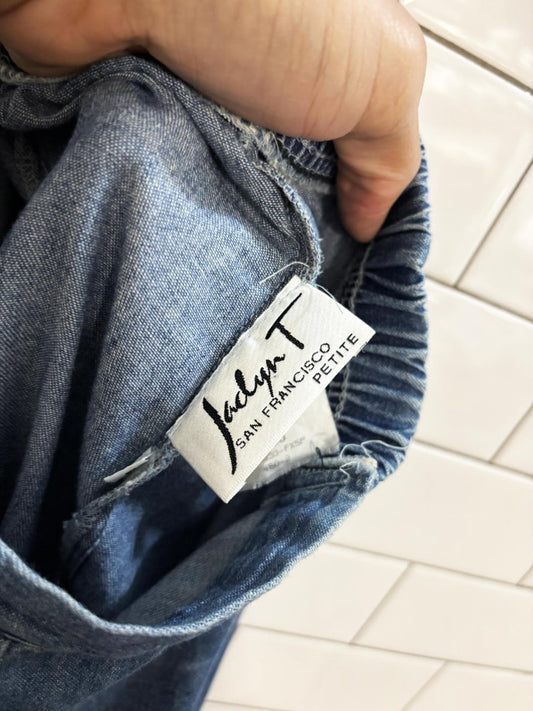 Jaclyn T
SAN FRANCISCO
PETITE